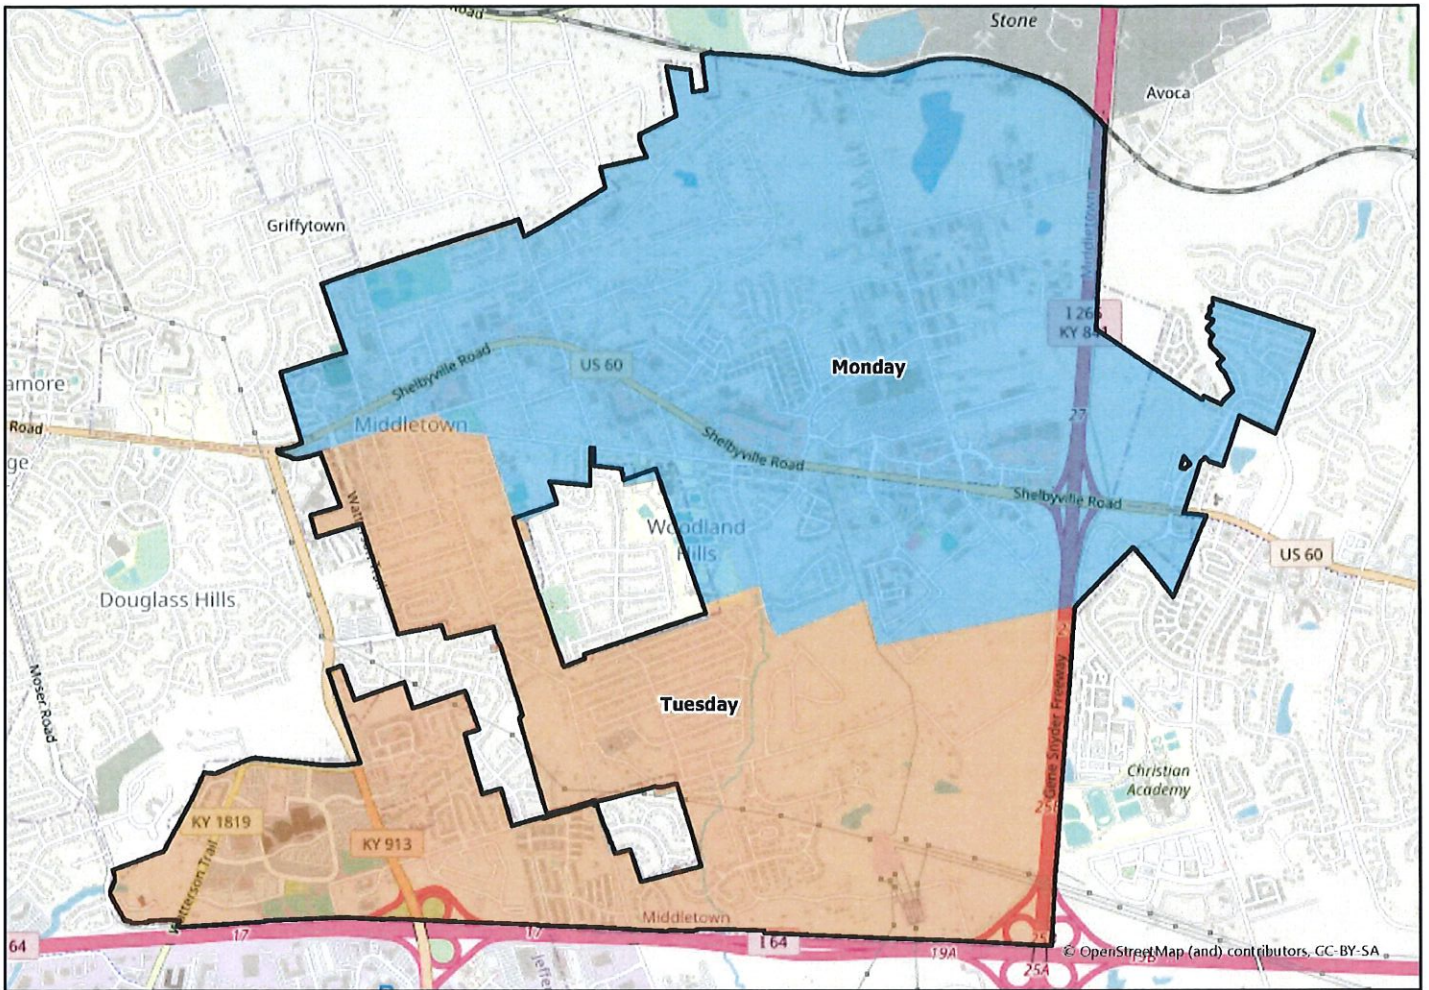 Road
Stone
Avoca
Griffytown
Middletown
I 265
KY 841
amore
Shelbyville Road
US 60
Monday
Road
Middletown
27
ge
Shelbyville Road
Shelbyville Road
Woodland
Hills
US 60
Douglass Hills
Moser Road
Tuesday
Gene Snyder Freeway
Christian
Academy
KY 1819
KY 913
Watterson Trail
Middletown
64
17
17
I 64
19A
25A
© OpenStreetMap (and) contributors, CC-BY-SA